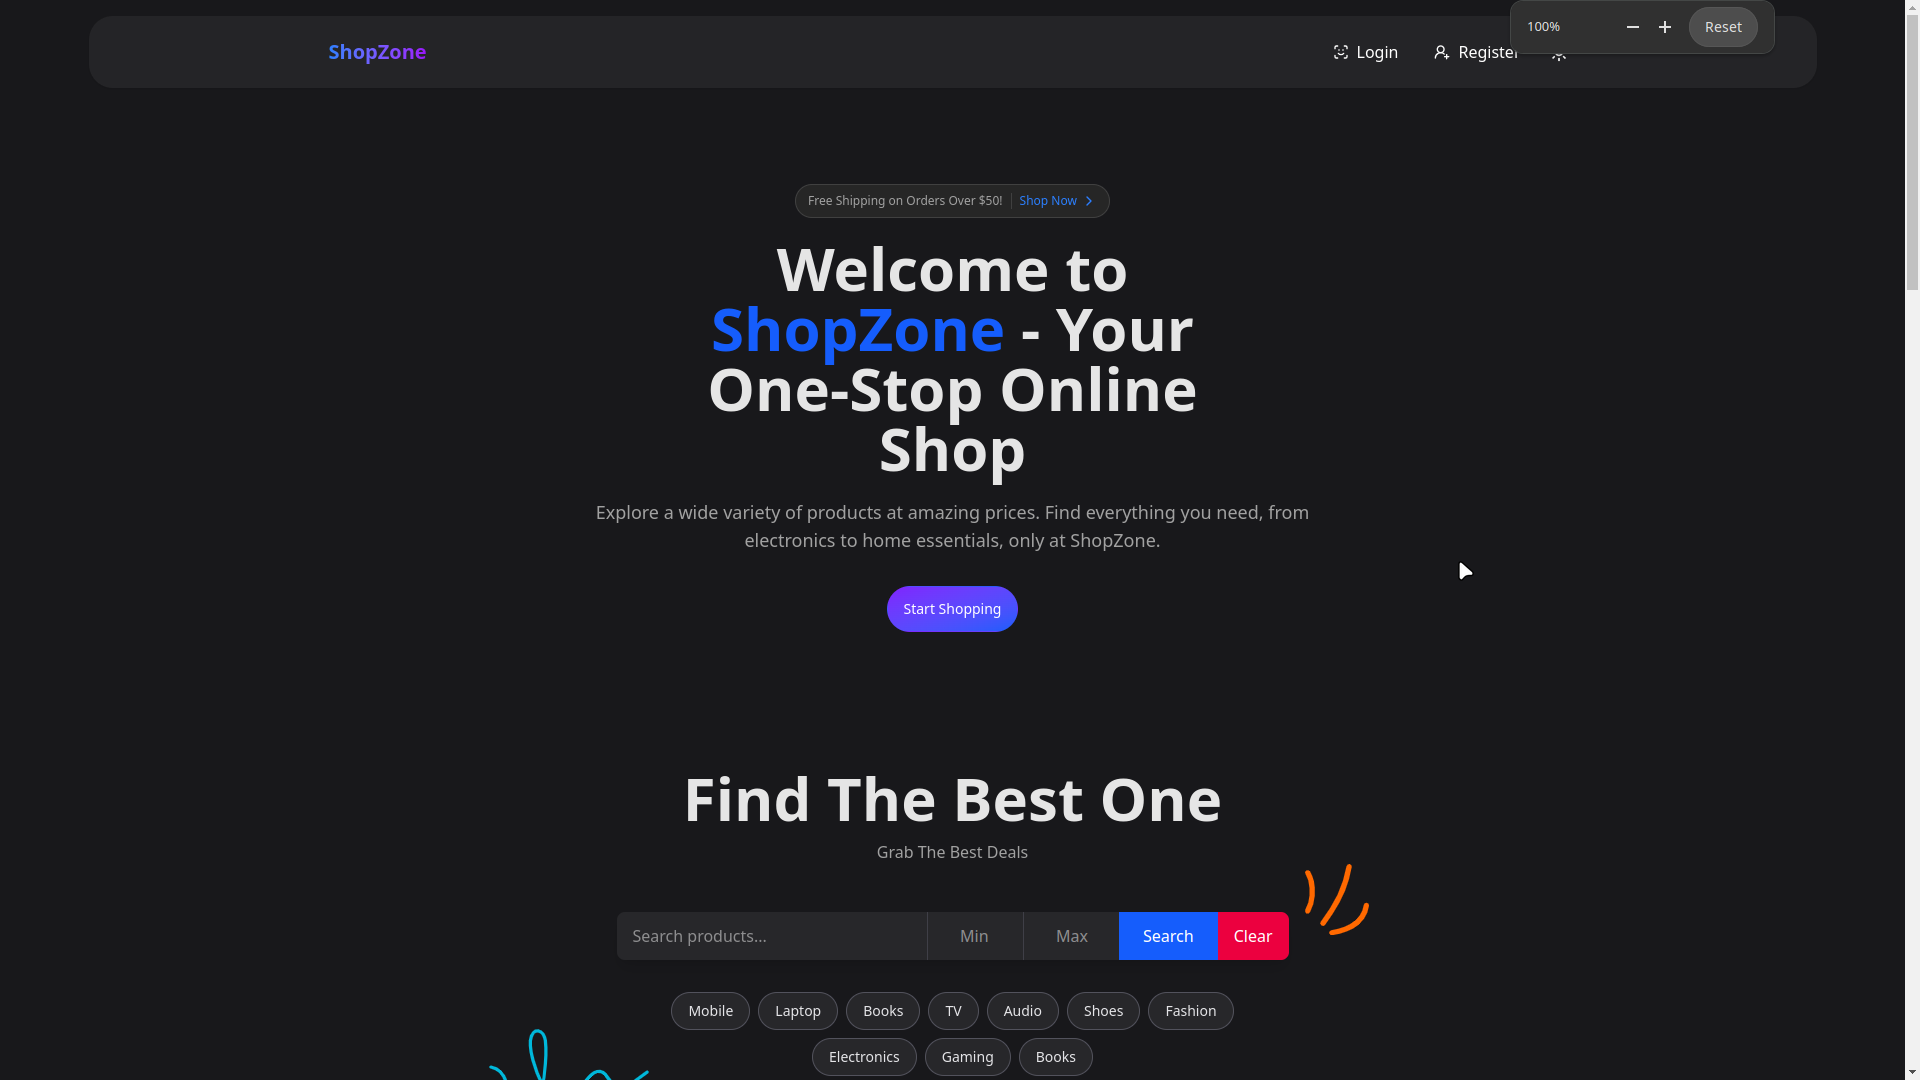 ShopZone
Login
Register
100%
Reset
Free Shipping on Orders Over $50!
Shop Now
Welcome to
ShopZone - Your
One-Stop Online
Shop
Explore a wide variety of products at amazing prices. Find everything you need, from
electronics to home essentials, only at ShopZone.
Start Shopping
Find The Best One
Grab The Best Deals
Search products...
Min
Max
Search
Clear
Mobile
Laptop
Books
TV
Audio
Shoes
Fashion
Electronics
Gaming
Books